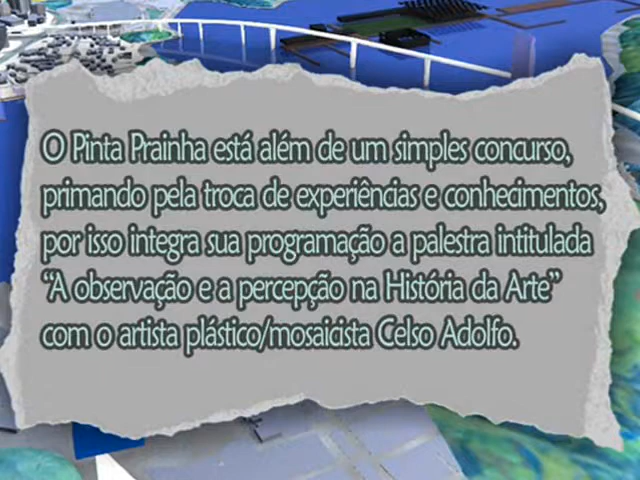 O Pinta Prainha está além de um simples concurso,
primando pela troca de experiências e conhecimentos,
por isso integra sua programação a palestra intitulada
“A observação e a percepção na História da Arte”
com o artista plástico/mosaicista Celso Adolfo.